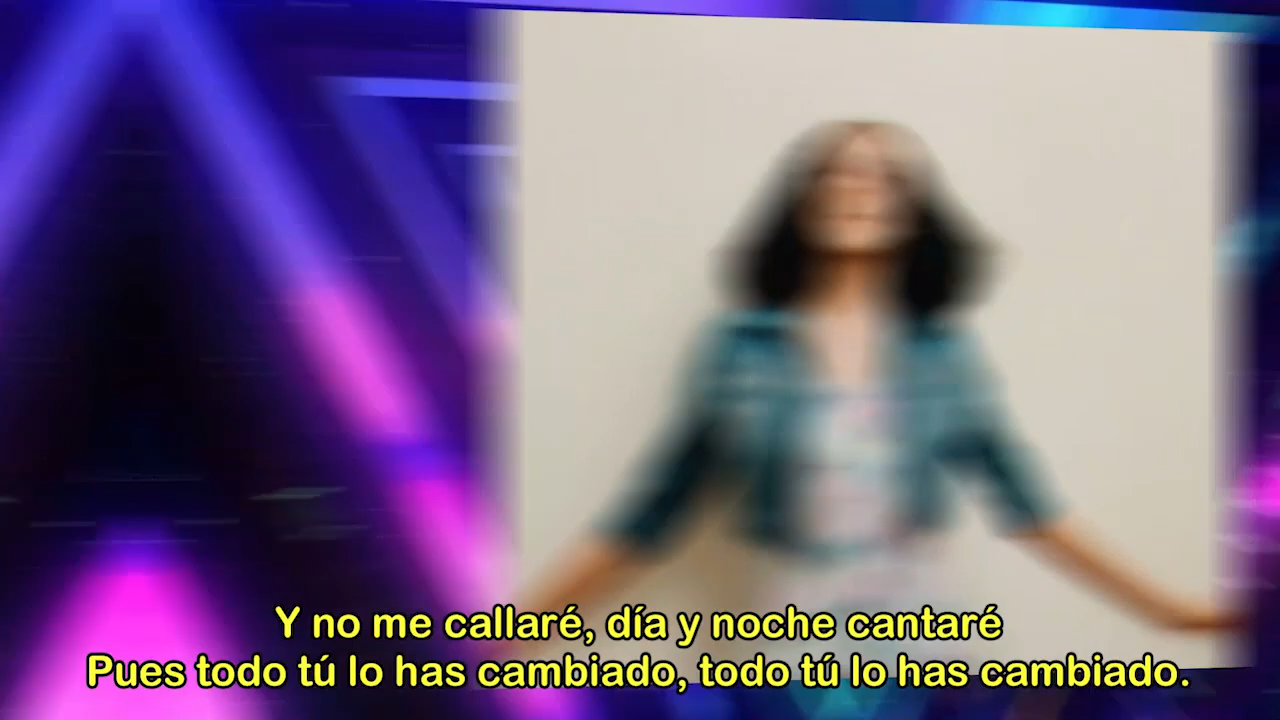 Y no me callaré, día y noche cantaré
Pues todo tú lo has cambiado, todo tú lo has cambiado.